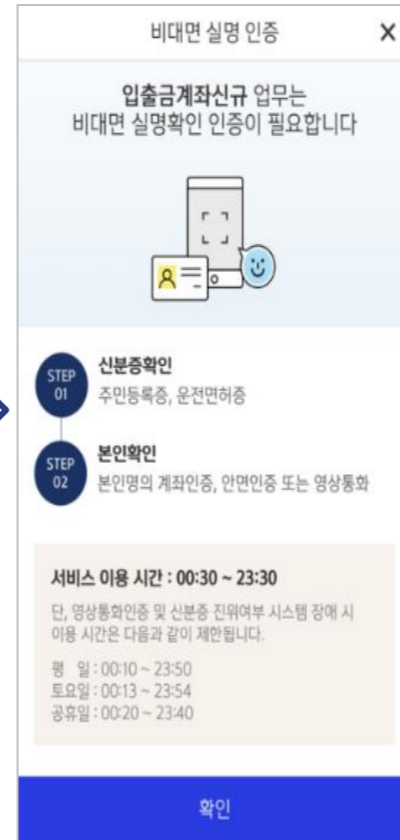 비대면 실명 인증
입출금계좌신규 업무는
비대면 실명확인 인증이 필요합니다
STEP
01
신분증확인
주민등록증, 운전면허증
STEP
02
본인확인
본인명의 계좌인증, 안면인증 또는 영상통화
서비스 이용 시간 : 00:30 ~ 23:30
단, 영상통화인증 및 신분증 진위여부 시스템 장애 시
이용 시간은 다음과 같이 제한됩니다.
평 일 : 00:10 ~ 23:50
토요일 : 00:13 ~ 23:54
공휴일 : 00:20 ~ 23:40
확인